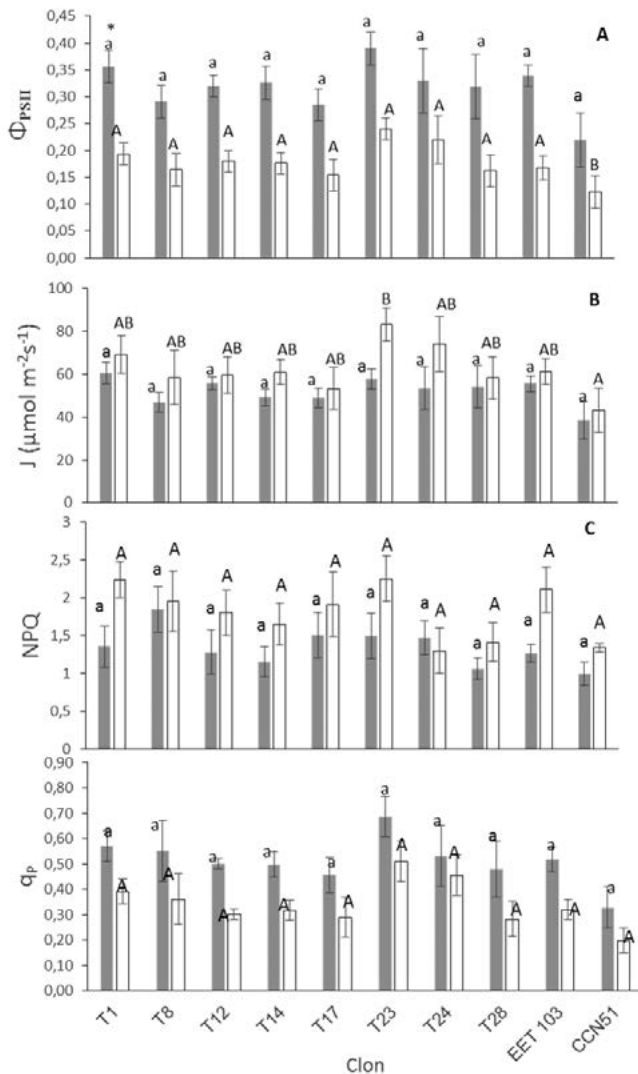 0,45
0,40
0,35
0,30
0,25
0,20
0,15
0,10
0,05
0,00
ΦPSII
A
*
a a a a a a a a a a
A A A A A A A A A B
100
80
60
40
20
0
J (µmol m⁻²s⁻¹)
B
a a a a a a a a a a
AB AB AB AB AB B AB AB AB A
3
2,5
2
1,5
1
0,5
0
NPQ
C
a a a a a a a a a a
A A A A A A A A A A
0,90
0,80
0,70
0,60
0,50
0,40
0,30
0,20
0,10
0,00
qP
a a a a a a a a a a
A A A A A A A A A A
T1 T8 T12 T14 T17 T23 T24 T28 EET 103 CCN51
Clon